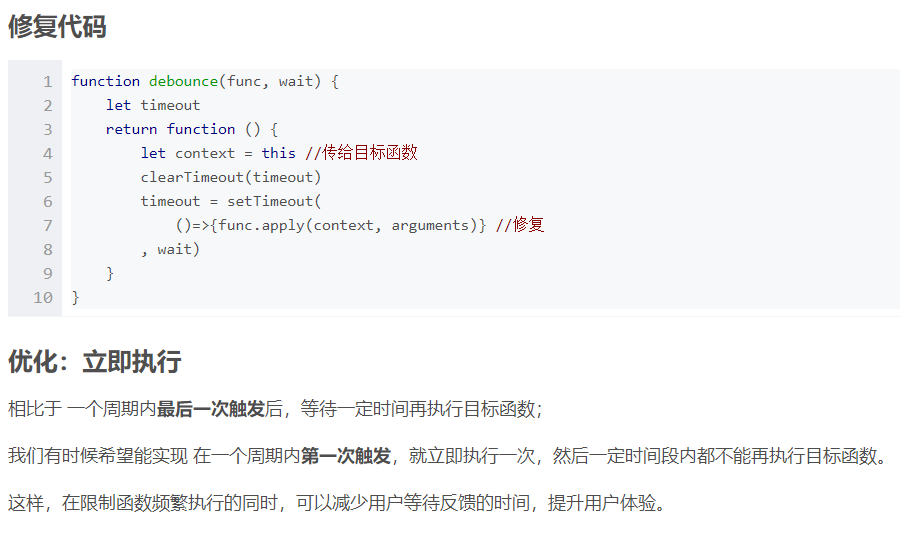 修复代码
1 function debounce(func, wait) {
2     let timeout
3     return function () {
4         let context = this //传给目标函数
5         clearTimeout(timeout)
6         timeout = setTimeout(
7             ()=>{func.apply(context, arguments)} //修复
8         , wait)
9     }
10 }
优化：立即执行
相比于 一个周期内最后一次触发后，等待一定时间再执行目标函数；
我们有时候希望能实现 在一个周期内第一次触发，就立即执行一次，然后一定时间段内都不能再执行目标函数。
这样，在限制函数频繁执行的同时，可以减少用户等待反馈的时间，提升用户体验。